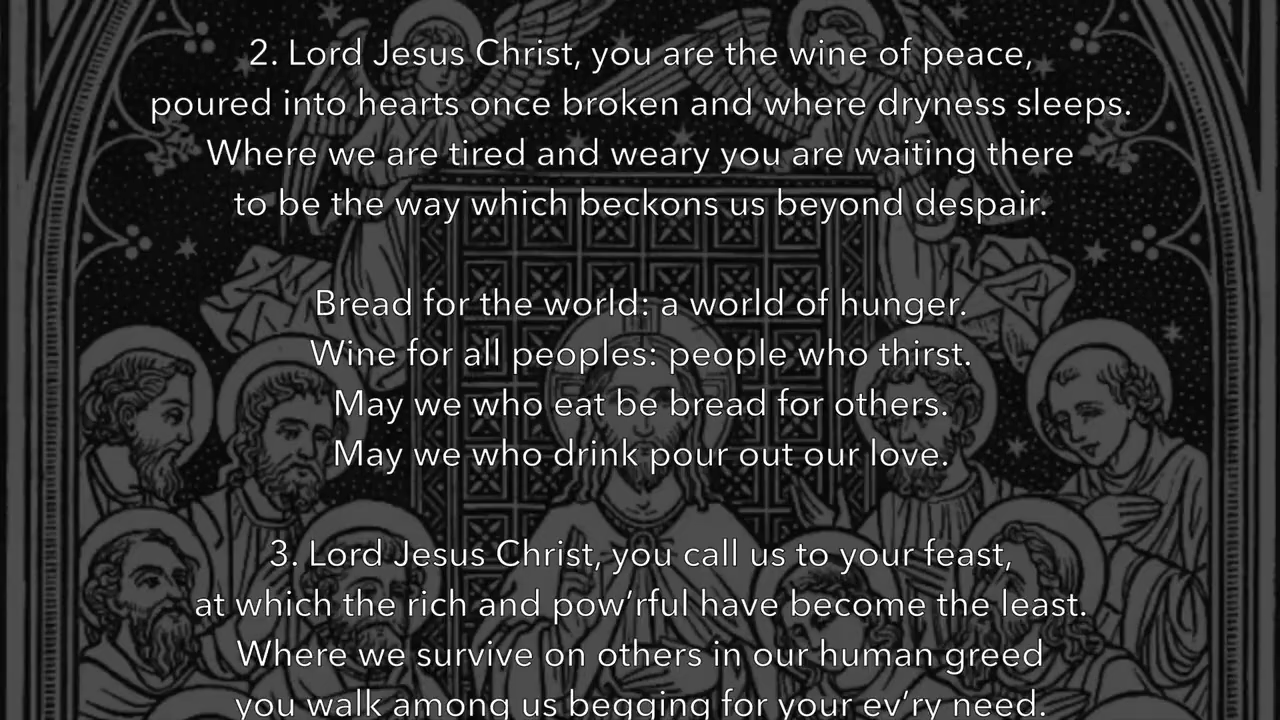 2. Lord Jesus Christ, you are the wine of peace,
poured into hearts once broken and where dryness sleeps.
Where we are tired and weary you are waiting there
to be the way which beckons us beyond despair.
Bread for the world: a world of hunger.
Wine for all peoples: people who thirst.
May we who eat be bread for others.
May we who drink pour out our love.
3. Lord Jesus Christ, you call us to your feast,
at which the rich and pow’rful have become the least.
Where we survive on others in our human greed
you walk among us begging for your ev’ry need.